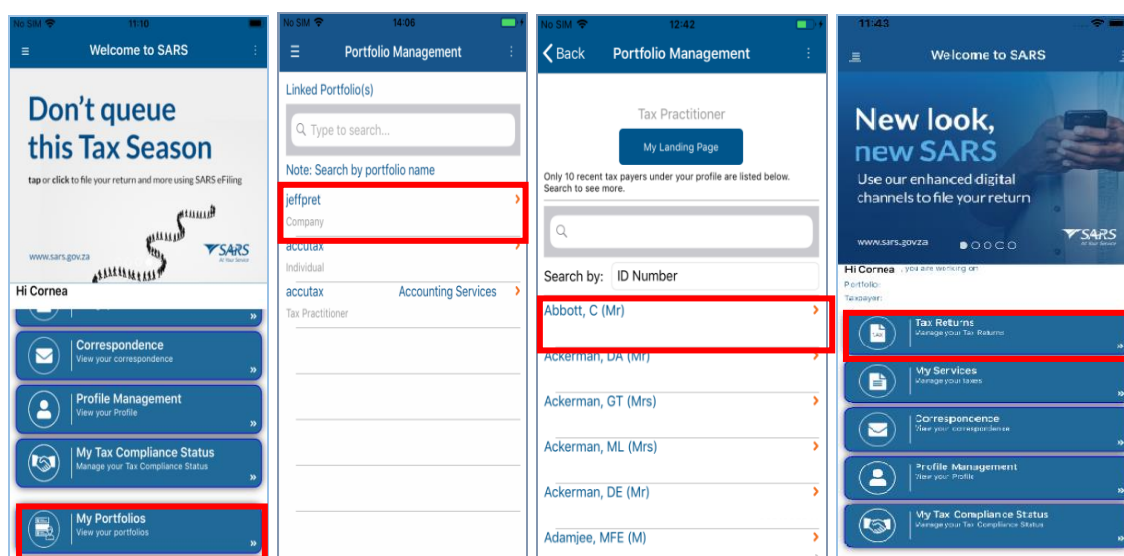 No SIM 11:10
Welcome to SARS
Don't queue
this Tax Season
tap or click to file your return and more using SARS eFiling
www.sars.gov.za
SARS
At Your Service
Hi Cornea
Correspondence
View your correspondence
Profile Management
View your Profile
My Tax Compliance Status
Manage your Tax Compliance Status
My Portfolios
View your portfolios
No SIM 14:06
Portfolio Management
Linked Portfolio(s)
Type to search...
Note: Search by portfolio name
jeffpret
Company
accutax
Individual
accutax Accounting Services
Tax Practitioner
No SIM 12:42
Back Portfolio Management
Tax Practitioner
My Landing Page
Only 10 recent tax payers under your profile are listed below.
Search to see more.
Search by: ID Number
Abbott, C (Mr)
Ackerman, DA (Mr)
Ackerman, GT (Mrs)
Ackerman, ML (Mrs)
Ackerman, DE (Mr)
Adamjee, MFE (M)
11:43
Welcome to SARS
New look,
new SARS
Use our enhanced digital
channels to file your return
www.sars.gov.za
SARS
At Your Service
Hi Cornea , you are working on
Portfolio:
Taxpayer:
Tax Returns
Manage your Tax Returns
My Services
Manage your taxes
Correspondence
View your correspondense
Profile Management
View your Profile
My Tax Compliance Status
Manage your Tax Compliance Status